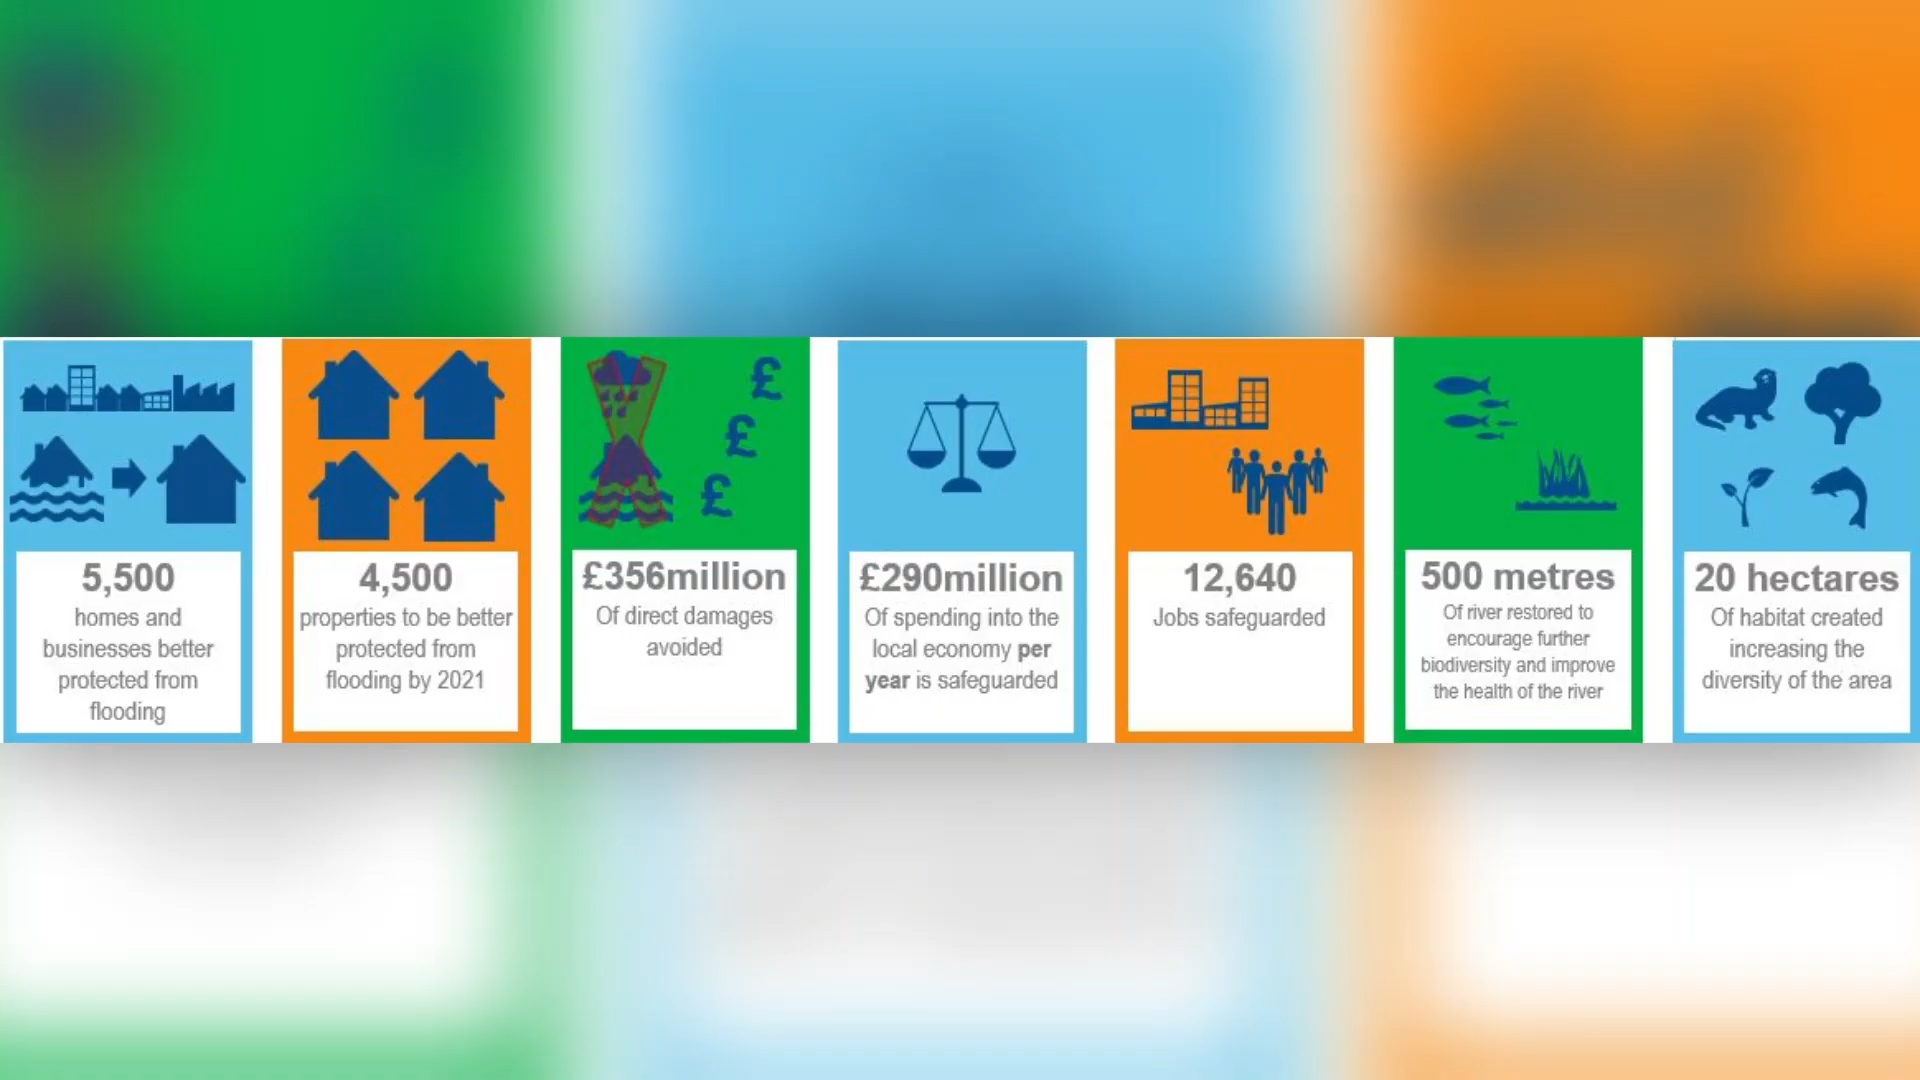 5,500
homes and
businesses better
protected from
flooding
4,500
properties to be better
protected from
flooding by 2021
£356million
Of direct damages
avoided
£290million
Of spending into the
local economy per
year is safeguarded
12,640
Jobs safeguarded
500 metres
Of river restored to
encourage further
biodiversity and improve
the health of the river
20 hectares
Of habitat created
increasing the
diversity of the area